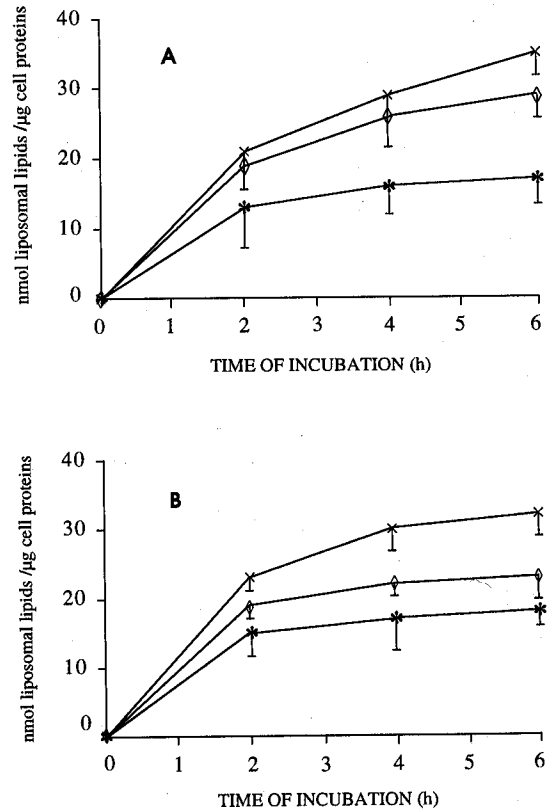 A
nmol liposomal lipids /µg cell proteins
40
30
20
10
0
0 1 2 3 4 5 6
TIME OF INCUBATION (h)
B
nmol liposomal lipids /µg cell proteins
40
30
20
10
0
0 1 2 3 4 5 6
TIME OF INCUBATION (h)